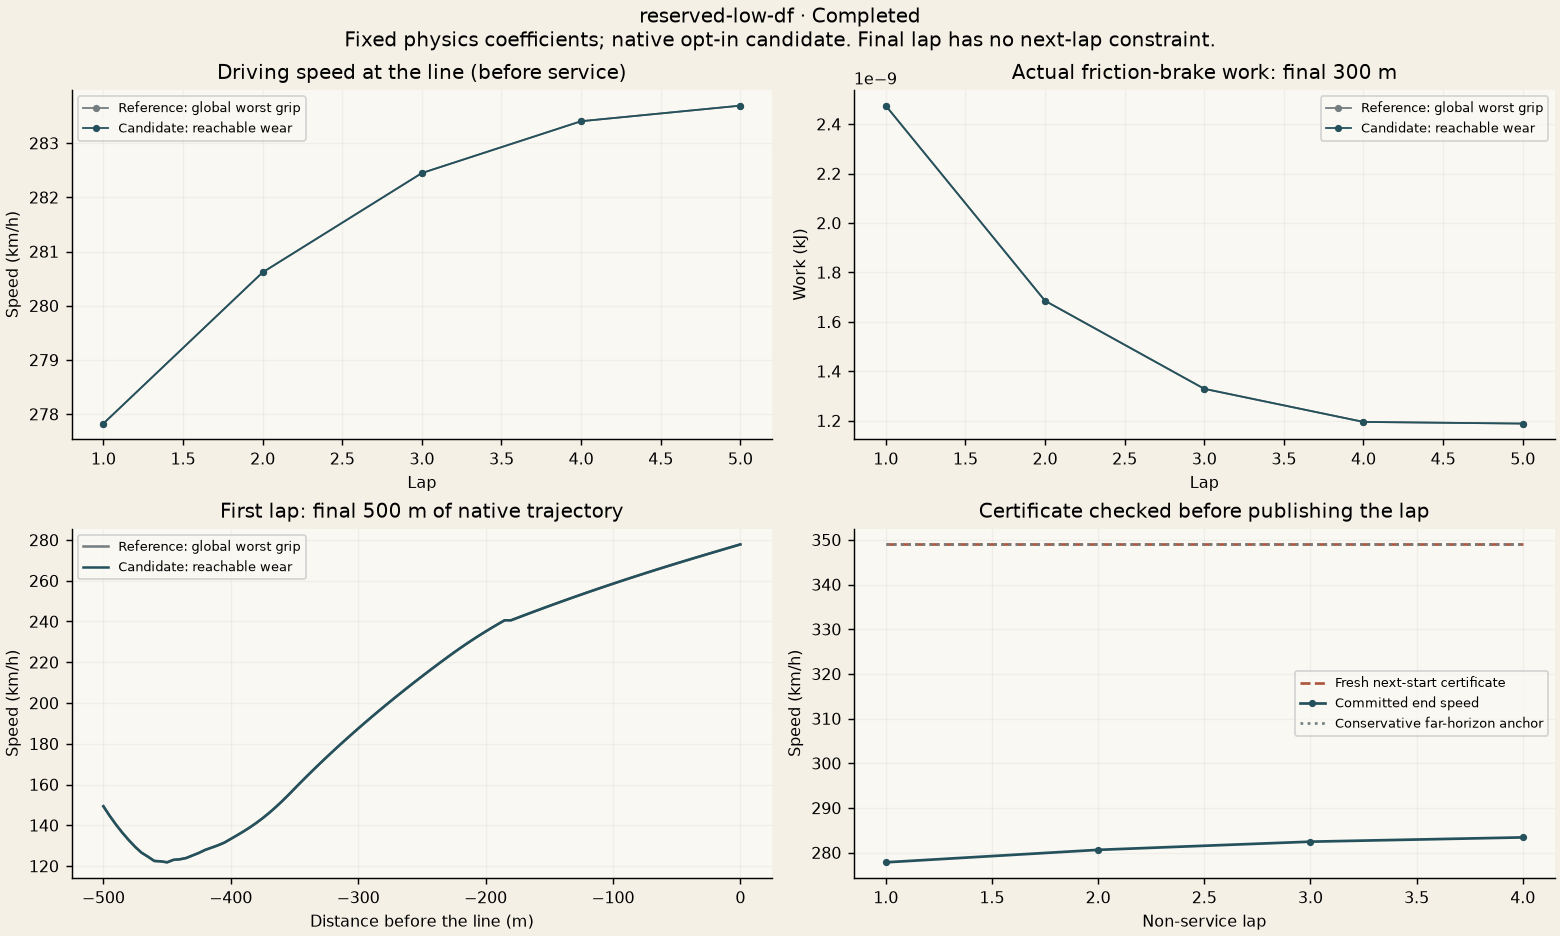 reserved-low-df · Completed
Fixed physics coefficients; native opt-in candidate. Final lap has no next-lap constraint.
Driving speed at the line (before service)
Reference: global worst grip
Candidate: reachable wear
Speed (km/h)
283
282
281
280
279
278
1.0 1.5 2.0 2.5 3.0 3.5 4.0 4.5 5.0
Lap
Actual friction-brake work: final 300 m
1e−9
Reference: global worst grip
Candidate: reachable wear
Work (kJ)
2.4
2.2
2.0
1.8
1.6
1.4
1.2
1.0 1.5 2.0 2.5 3.0 3.5 4.0 4.5 5.0
Lap
First lap: final 500 m of native trajectory
Reference: global worst grip
Candidate: reachable wear
Speed (km/h)
280
260
240
220
200
180
160
140
120
−500 −400 −300 −200 −100 0
Distance before the line (m)
Certificate checked before publishing the lap
Speed (km/h)
350
340
330
320
310
300
290
280
Fresh next-start certificate
Committed end speed
Conservative far-horizon anchor
1.0 1.5 2.0 2.5 3.0 3.5 4.0
Non-service lap